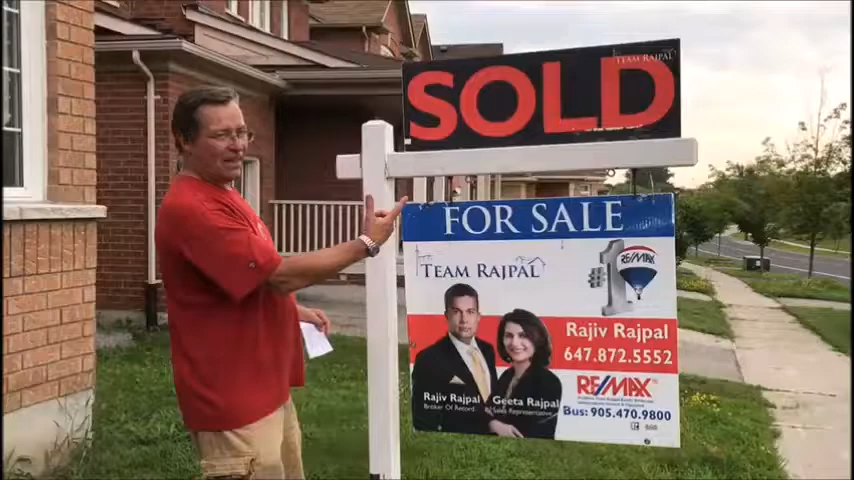 TEAM RAJPAL
SOLD
FOR SALE
TEAM RAJPAL
RE/MAX
Rajiv Rajpal
647.872.5552
RE/MAX
Rajiv Rajpal
Broker of Record
Geeta Rajpal
Sales Representative
Bus: 905.470.9800